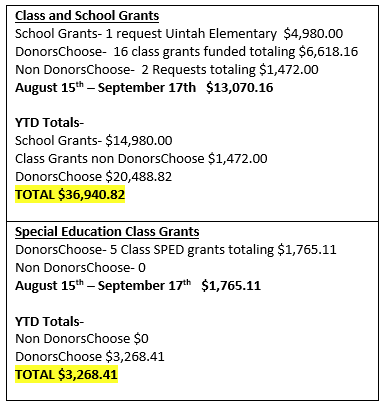 Class and School Grants
School Grants- 1 request Uintah Elementary  $4,980.00
DonorsChoose-  16 class grants funded totaling $6,618.16
Non DonorsChoose-  2 Requests totaling $1,472.00
August 15th – September 17th   $13,070.16
YTD Totals-
School Grants- $14,980.00
Class Grants non DonorsChoose $1,472.00
DonorsChoose $20,488.82
TOTAL $36,940.82
Special Education Class Grants
DonorsChoose- 5 Class SPED grants totaling $1,765.11
Non DonorsChoose- 0
August 15th – September 17th   $1,765.11
YTD Totals-
Non DonorsChoose $0
DonorsChoose $3,268.41
TOTAL $3,268.41